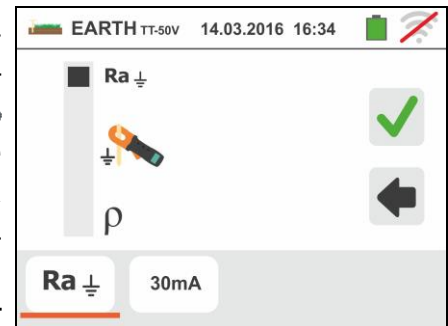 EARTH TT-50V 14.03.2016 16:34
Ra ⏚
⏚
ρ
Ra ⏚ 30mA